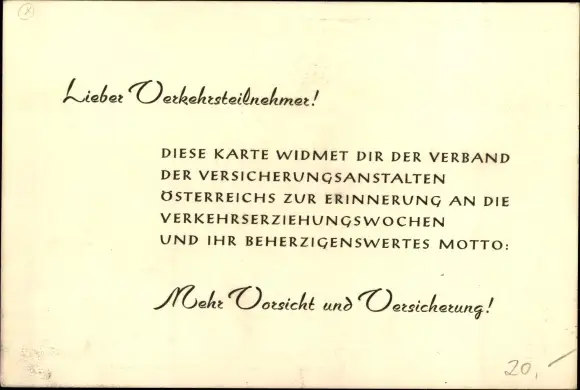 Lieber Verkehrsteilnehmer!
DIESE KARTE WIDMET DIR DER VERBAND
DER VERSICHERUNGSANSTALTEN
ÖSTERREICHS ZUR ERINNERUNG AN DIE
VERKEHRSERZIEHUNGSWOCHEN
UND IHR BEHERZIGENSWERTES MOTTO:
Mehr Vorsicht und Versicherung!
20,-